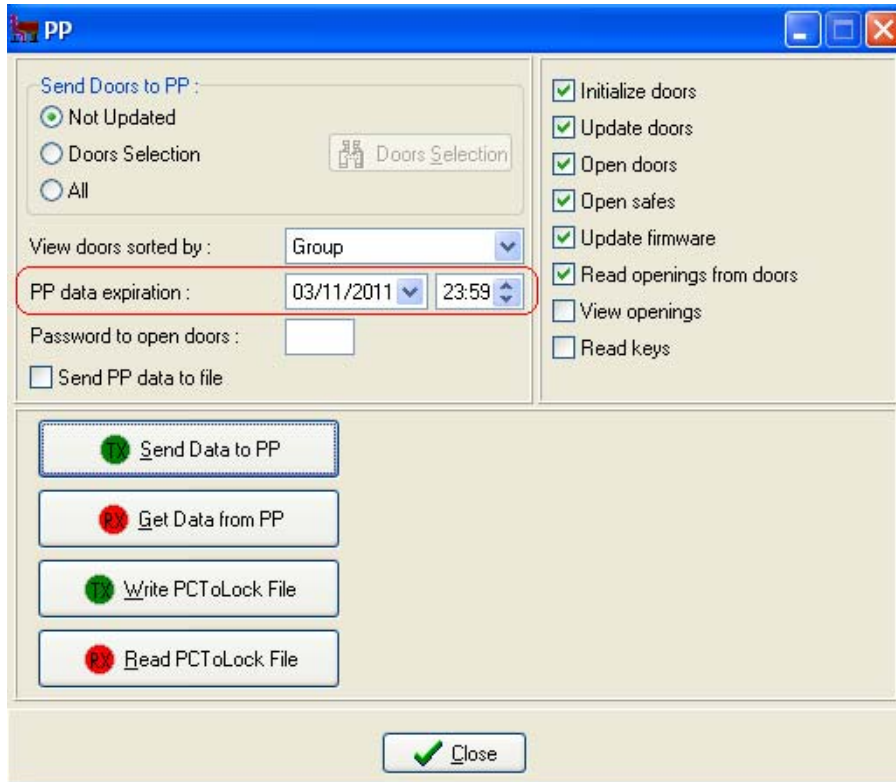 PP
Send Doors to PP :
Not Updated
Doors Selection
Doors Selection
All
View doors sorted by :
Group
PP data expiration :
03/11/2011
23:59
Password to open doors :
Send PP data to file
Initialize doors
Update doors
Open doors
Open safes
Update firmware
Read openings from doors
View openings
Read keys
TX Send Data to PP
RX Get Data from PP
TX Write PCToLock File
RX Read PCToLock File
Close